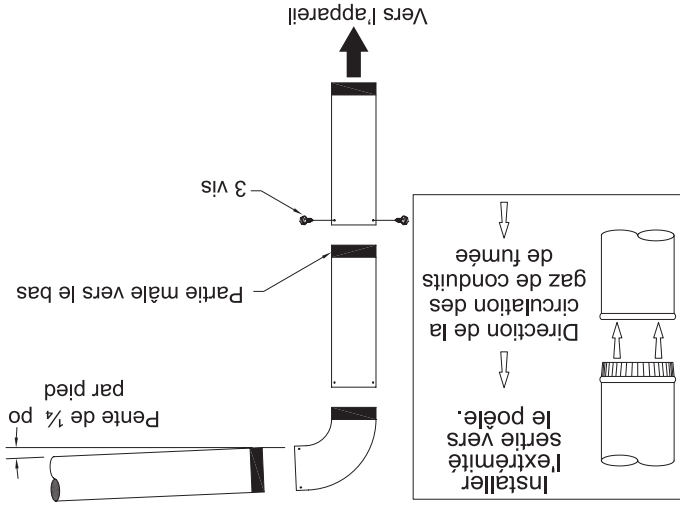 Installer
l'extrémité
sertie vers
le poêle.
Direction de la
circulation des
gaz de conduits
de fumée
Pente de ¼ po
par pied
Partie mâle vers le bas
3 vis
Vers l'appareil